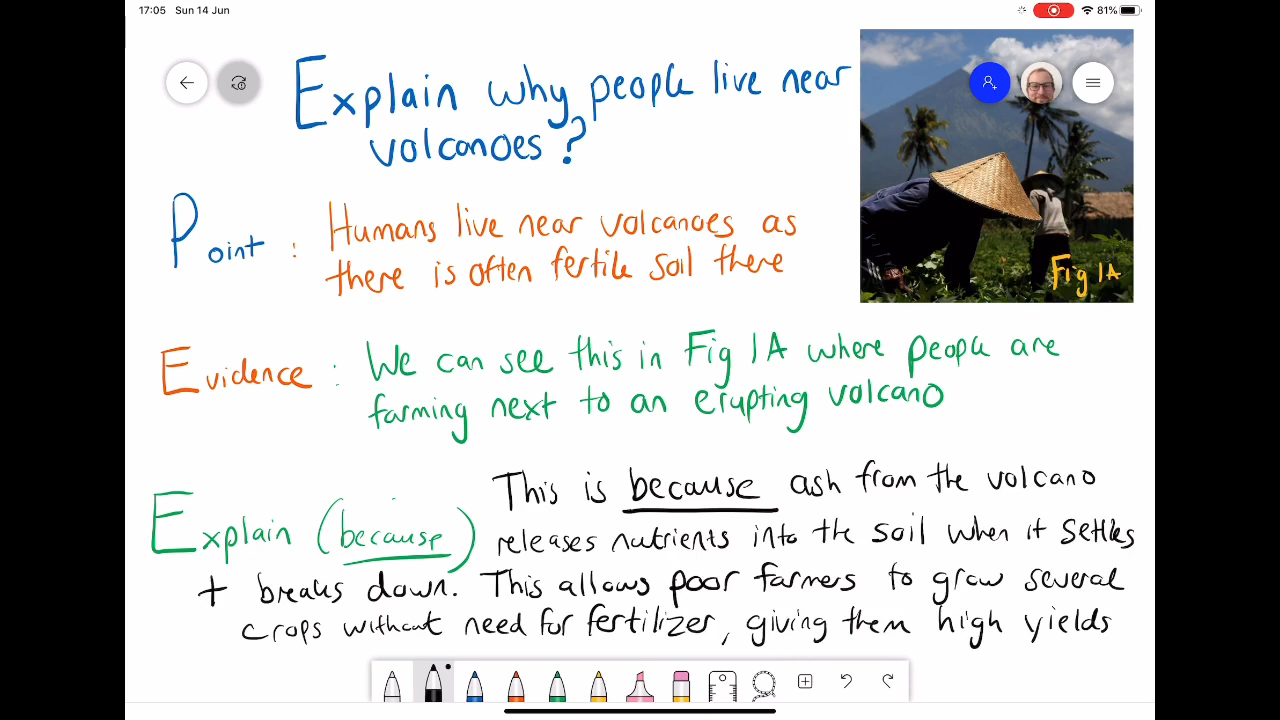 17:05 Sun 14 Jun
81%
Explain why people live near
volcanoes?
Point : Humans live near volcanoes as
there is often fertile soil there
Fig 1A
Evidence : We can see this in Fig 1A where people are
farming next to an erupting volcano
Explain (because) This is because ash from the volcano
releases nutrients into the soil when it settles
+ breaks down. This allows poor farmers to grow several
crops without need for fertilizer, giving them high yields